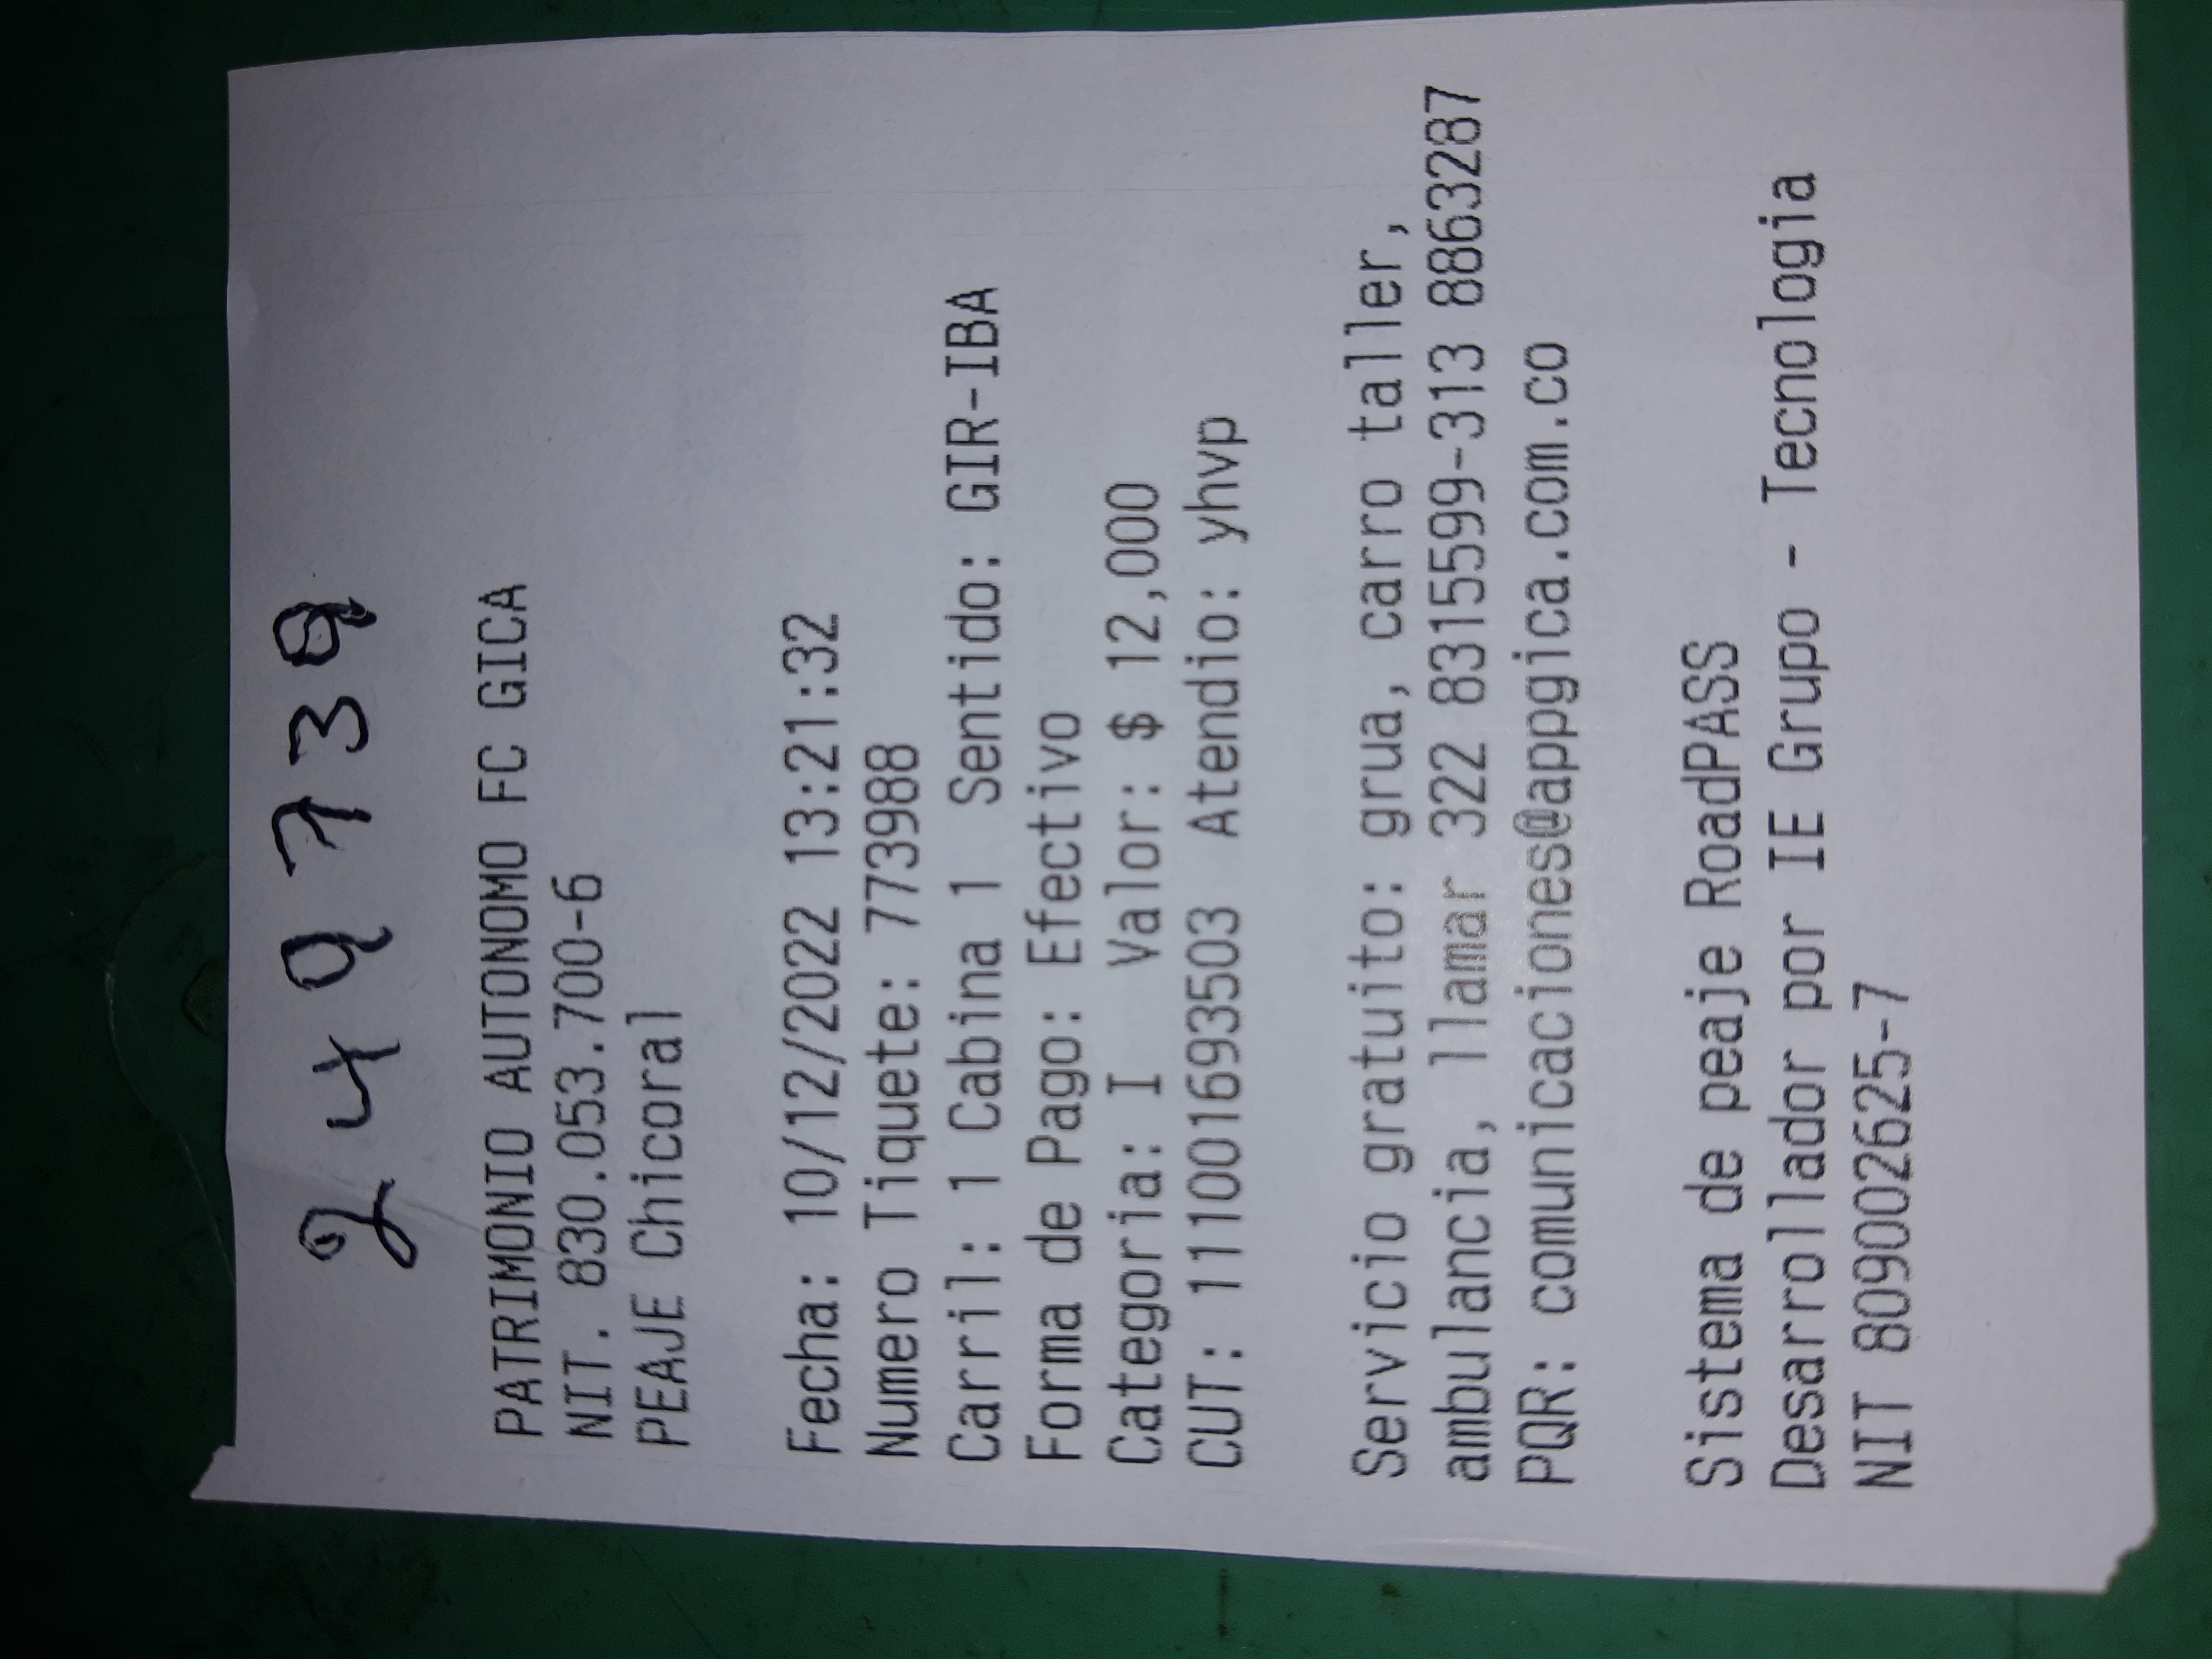 249739
PATRIMONIO AUTONOMO FC GICA
NIT. 830.053.700-6
PEAJE Chicoral
Fecha: 10/12/2022 13:21:32
Numero Tiquete: 773988
Carril: 1 Cabina 1 Sentido: GIR-IBA
Forma de Pago: Efectivo
Categoria: I Valor: $ 12,000
CUT: 11100169350​3 Atendio: yhvp
Servicio gratuito: grua, carro taller,
ambulancia, llamar 322 8315599-313 8863287
PQR: comunicaciones@appgica.com.co
Sistema de peaje RoadPASS
Desarrollador por IE Grupo - Tecnologia
NIT 809002625-7